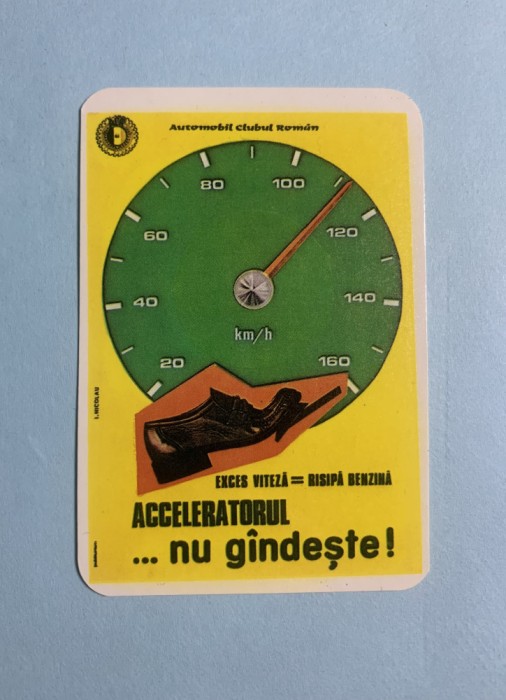 Automobil Clubul Român
80
100
60
120
40
140
km/h
20
160
I.NICOLAU
EXCES VITEZĂ = RISIPĂ BENZINĂ
ACCELERATORUL
... nu gîndeşte!